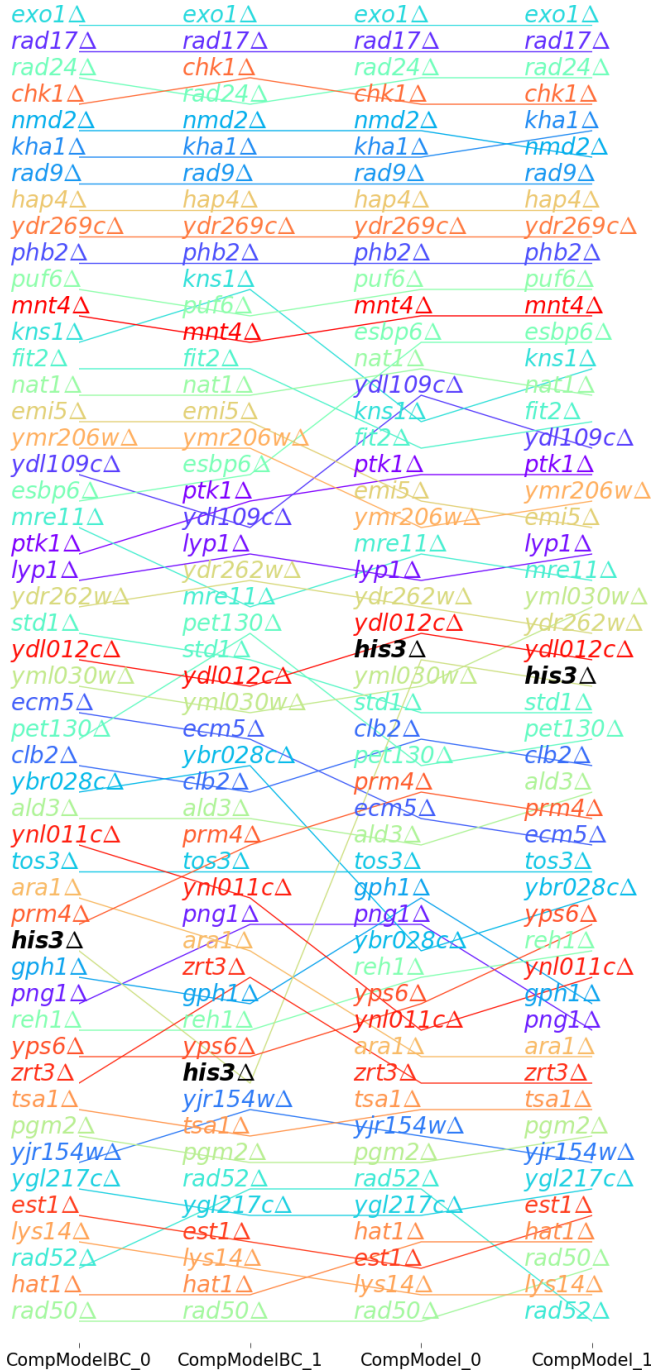 exo1Δ exo1Δ exo1Δ exo1Δ
rad17Δ rad17Δ rad17Δ rad17Δ
rad24Δ chk1Δ rad24Δ rad24Δ
chk1Δ rad24Δ chk1Δ chk1Δ
nmd2Δ nmd2Δ nmd2Δ kha1Δ
kha1Δ kha1Δ kha1Δ nmd2Δ
rad9Δ rad9Δ rad9Δ rad9Δ
hap4Δ hap4Δ hap4Δ hap4Δ
ydr269cΔ ydr269cΔ ydr269cΔ ydr269cΔ
phb2Δ phb2Δ phb2Δ phb2Δ
puf6Δ kns1Δ puf6Δ puf6Δ
mnt4Δ puf6Δ mnt4Δ mnt4Δ
kns1Δ mnt4Δ esbp6Δ esbp6Δ
fit2Δ fit2Δ nat1Δ kns1Δ
nat1Δ nat1Δ ydl109cΔ nat1Δ
emi5Δ emi5Δ kns1Δ fit2Δ
ymr206wΔ ymr206wΔ fit2Δ ydl109cΔ
ydl109cΔ esbp6Δ ptk1Δ ptk1Δ
esbp6Δ ptk1Δ emi5Δ ymr206wΔ
mre11Δ ydl109cΔ ymr206wΔ emi5Δ
ptk1Δ lyp1Δ mre11Δ lyp1Δ
lyp1Δ ydr262wΔ lyp1Δ mre11Δ
ydr262wΔ mre11Δ ydr262wΔ yml030wΔ
std1Δ pet130Δ ydl012cΔ ydr262wΔ
ydl012cΔ std1Δ his3Δ ydl012cΔ
yml030wΔ ydl012cΔ yml030wΔ his3Δ
ecm5Δ yml030wΔ std1Δ std1Δ
pet130Δ ecm5Δ clb2Δ pet130Δ
clb2Δ ybr028cΔ pet130Δ clb2Δ
ybr028cΔ clb2Δ prm4Δ ald3Δ
ald3Δ ald3Δ ecm5Δ prm4Δ
ynl011cΔ prm4Δ ald3Δ ecm5Δ
tos3Δ tos3Δ tos3Δ tos3Δ
ara1Δ ynl011cΔ gph1Δ ybr028cΔ
prm4Δ png1Δ png1Δ yps6Δ
his3Δ ara1Δ ybr028cΔ reh1Δ
gph1Δ zrt3Δ reh1Δ ynl011cΔ
png1Δ gph1Δ yps6Δ gph1Δ
reh1Δ reh1Δ ynl011cΔ png1Δ
yps6Δ yps6Δ ara1Δ ara1Δ
zrt3Δ his3Δ zrt3Δ zrt3Δ
tsa1Δ yjr154wΔ tsa1Δ tsa1Δ
pgm2Δ tsa1Δ yjr154wΔ pgm2Δ
yjr154wΔ pgm2Δ pgm2Δ yjr154wΔ
ygl217cΔ rad52Δ rad52Δ ygl217cΔ
est1Δ ygl217cΔ ygl217cΔ est1Δ
lys14Δ est1Δ hat1Δ hat1Δ
rad52Δ lys14Δ est1Δ rad50Δ
hat1Δ hat1Δ lys14Δ lys14Δ
rad50Δ rad50Δ rad50Δ rad52Δ
CompModelBC_0 CompModelBC_1 CompModel_0 CompModel_1